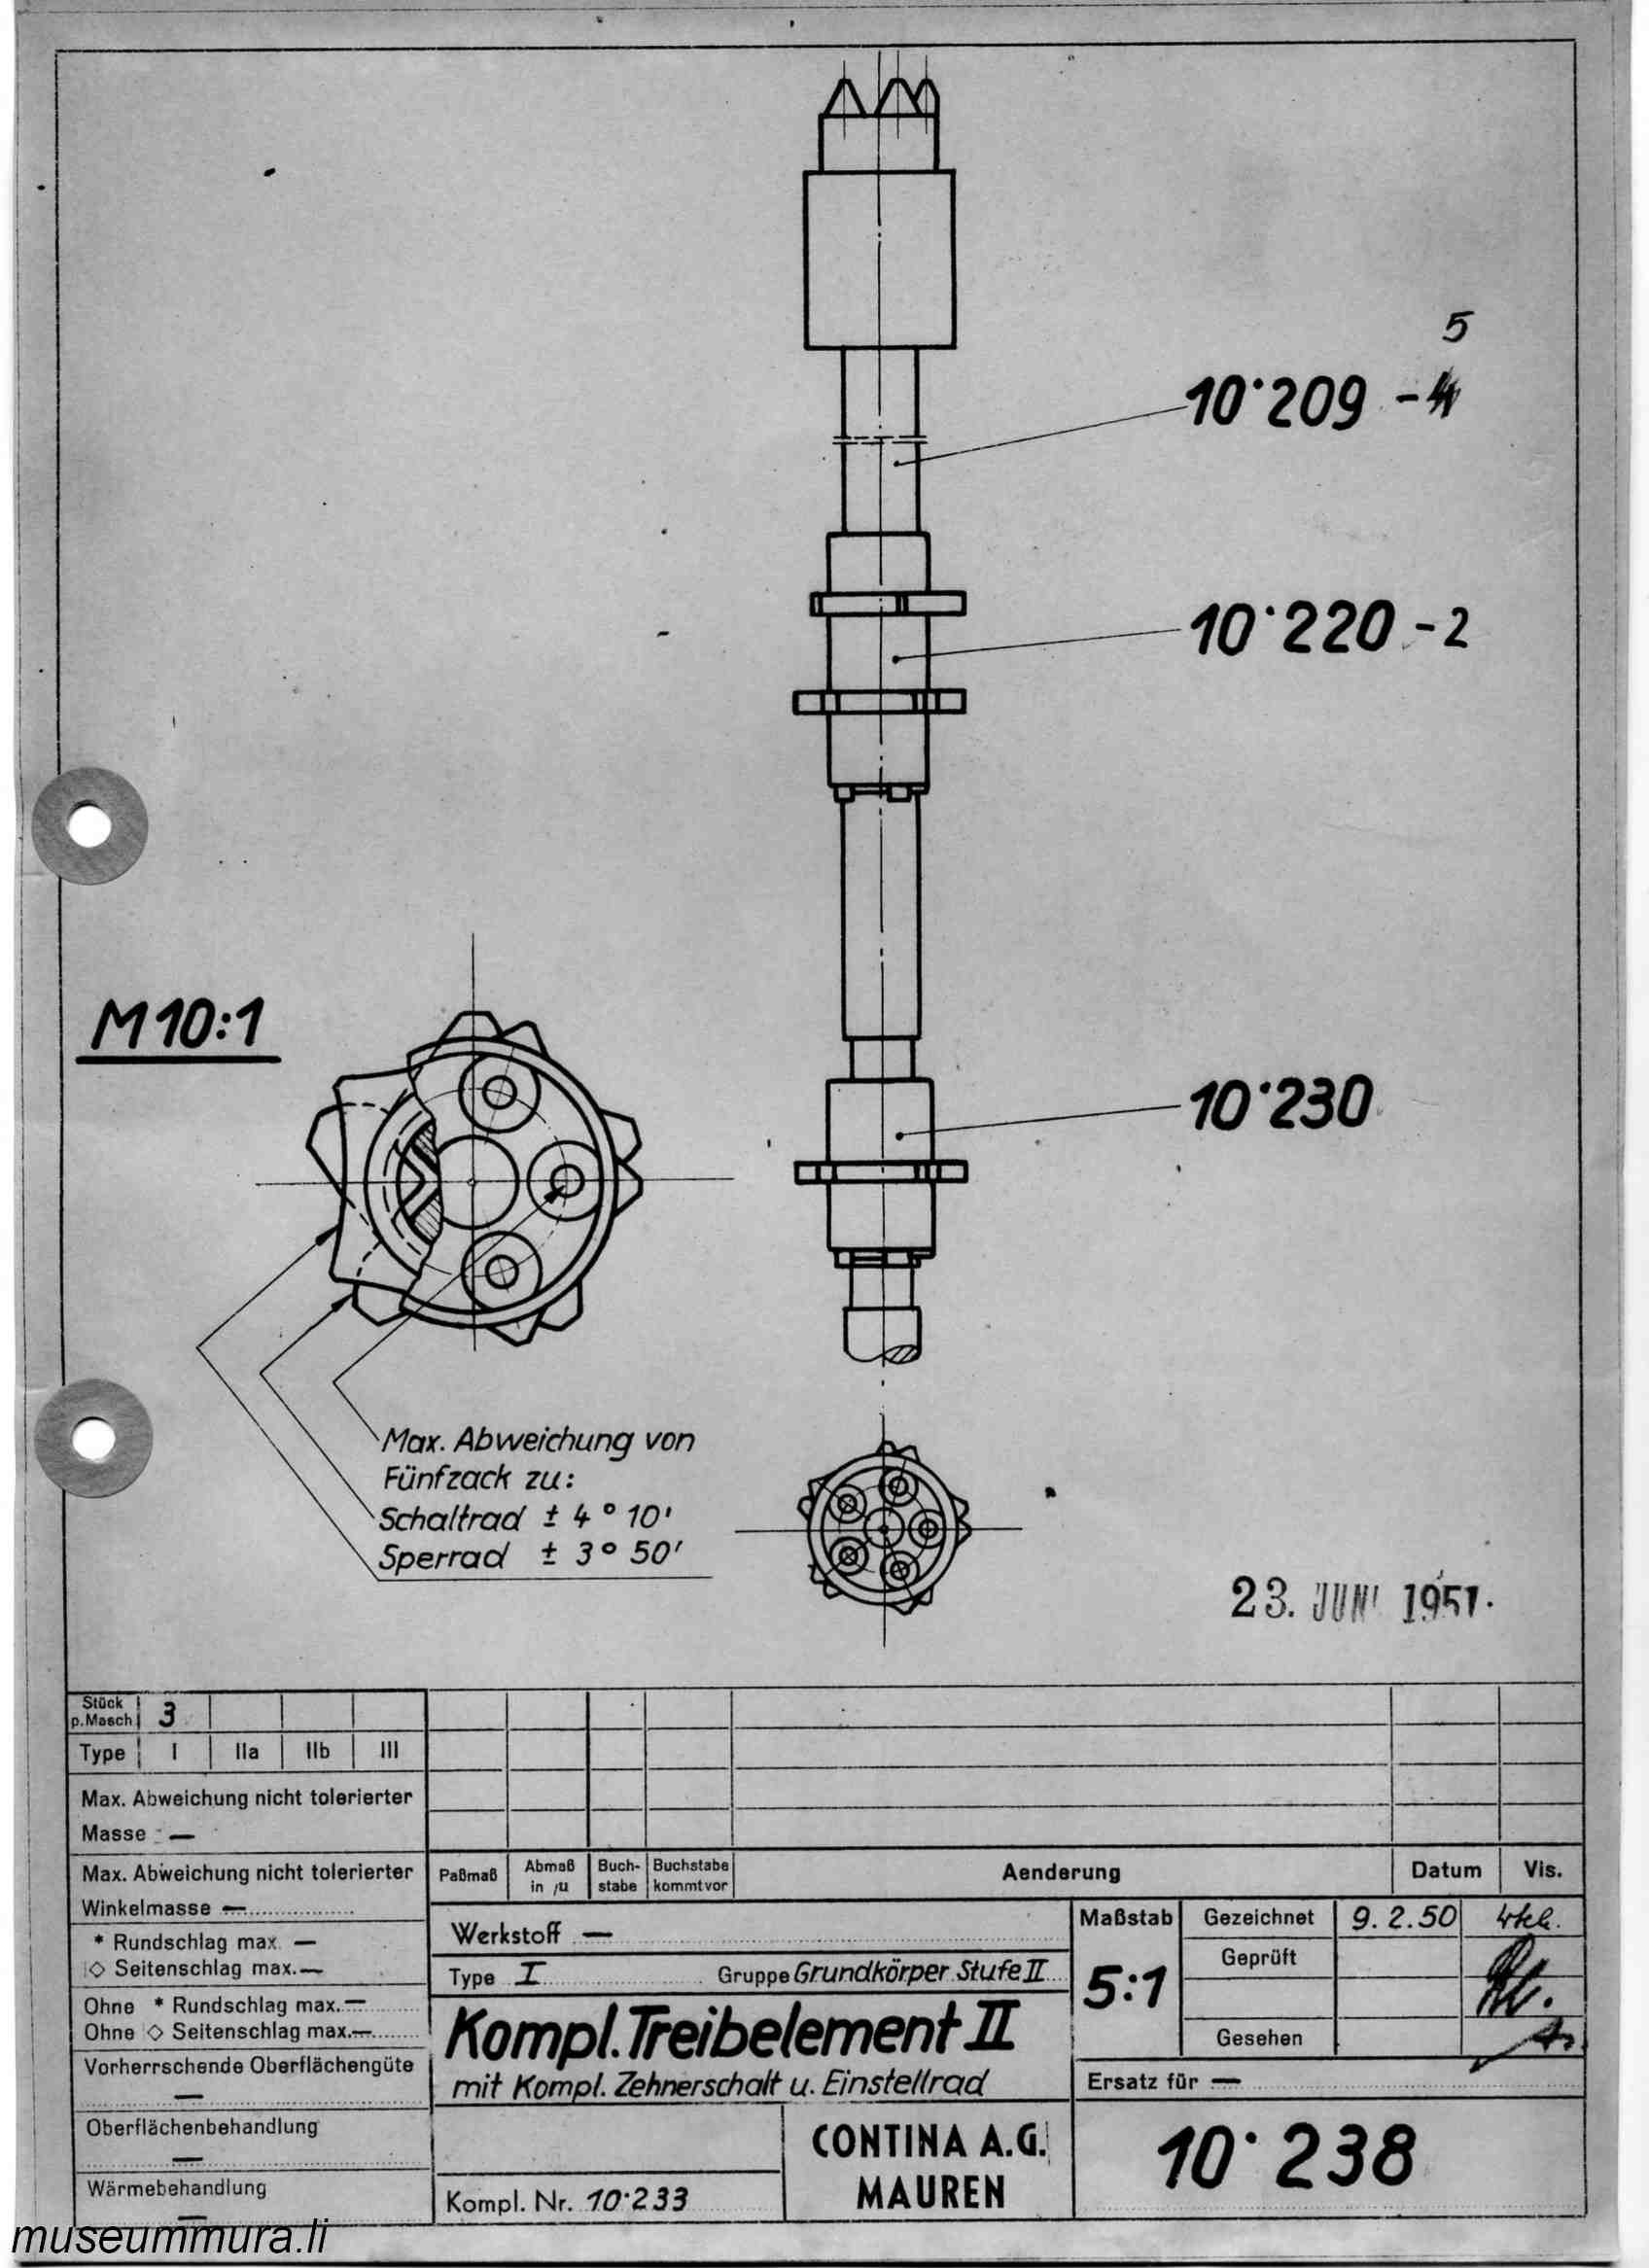 5
10·209 -4
10·220 -2
M 10:1
10·230
Max. Abweichung von
Fünfzack zu:
Schaltrad ± 4° 10'
Sperrad ± 3° 50'
23. JUNI 1951.
Stück
p.Masch 3
Type I IIa IIb III
Max. Abweichung nicht tolerierter
Masse : —
Max. Abweichung nicht tolerierter
Winkelmasse —
* Rundschlag max. —
◇ Seitenschlag max. —
Ohne * Rundschlag max. —
Ohne ◇ Seitenschlag max. —
Vorherrschende Oberflächengüte
—
Oberflächenbehandlung
—
Wärmebehandlung
—
Paßmaß
Abmaß
in /u
Buch-
stabe
Buchstabe
kommt vor
Aenderung
Datum
Vis.
Werkstoff —
Type I Gruppe Grundkörper Stufe II
Kompl. Treibelement II
mit Kompl. Zehnerschalt u. Einstellrad
Kompl. Nr. 10·233
CONTINA A.G.
MAUREN
Maßstab
5:1
Gezeichnet 9.2.50
Geprüft
Gesehen
Ersatz für —
10·238
museummura.li